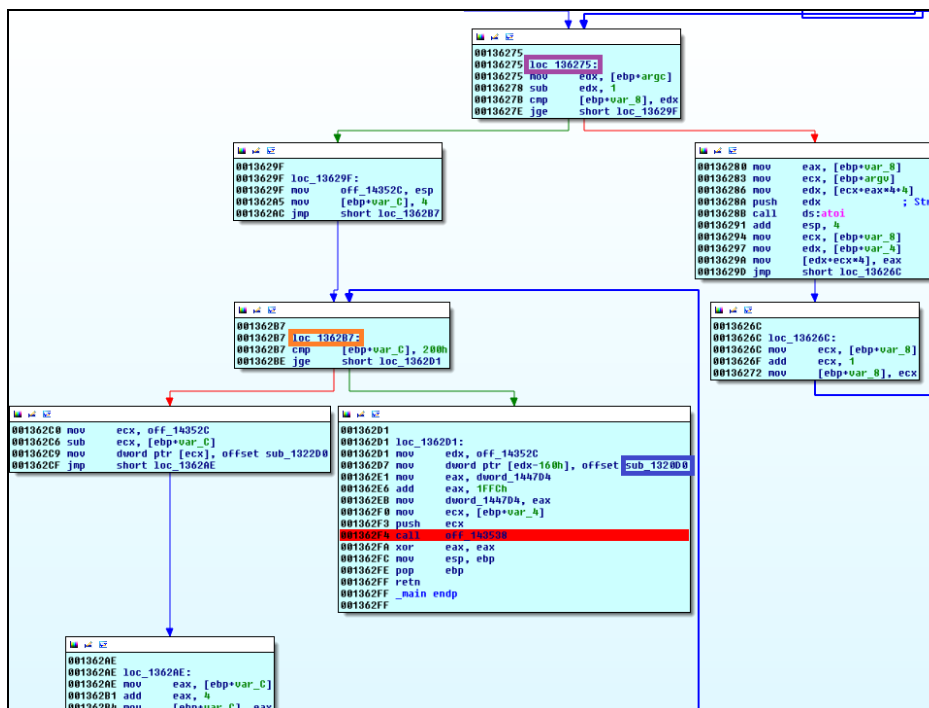 00136275
00136275 loc_136275:
00136275 mov edx, [ebp+argc]
00136278 sub edx, 1
0013627B cmp [ebp+var_8], edx
0013627E jge short loc_13629F
0013629F
0013629F loc_13629F:
0013629F mov off_14352C, esp
001362A5 mov [ebp+var_C], 4
001362AC jmp short loc_1362B7
00136280 mov eax, [ebp+var_8]
00136283 mov ecx, [ebp+argv]
00136286 mov edx, [ecx+eax*4+4]
0013628A push edx ; Str
0013628B call ds:atoi
00136291 add esp, 4
00136294 mov ecx, [ebp+var_8]
00136297 mov edx, [ebp+var_4]
0013629A mov [edx+ecx*4], eax
0013629D jmp short loc_13626C
001362B7
001362B7 loc_1362B7:
001362B7 cmp [ebp+var_C], 200h
001362BE jge short loc_1362D1
0013626C
0013626C loc_13626C:
0013626C mov ecx, [ebp+var_8]
0013626F add ecx, 1
00136272 mov [ebp+var_8], ecx
001362C0 mov ecx, off_14352C
001362C6 sub ecx, [ebp+var_C]
001362C9 mov dword ptr [ecx], offset sub_1322D0
001362CF jmp short loc_1362AE
001362D1
001362D1 loc_1362D1:
001362D1 mov edx, off_14352C
001362D7 mov dword ptr [edx-160h], offset sub_1320D0
001362E1 mov eax, dword_1447D4
001362E6 add eax, 1FFCh
001362EB mov dword_1447D4, eax
001362F0 mov ecx, [ebp+var_4]
001362F3 push ecx
001362F4 call off_143538
001362FA xor eax, eax
001362FC mov esp, ebp
001362FE pop ebp
001362FF retn
001362FF _main endp
001362FF
001362AE
001362AE loc_1362AE:
001362AE mov eax, [ebp+var_C]
001362B1 add eax, 4
001362B4 mov [ebp+var_C], eax